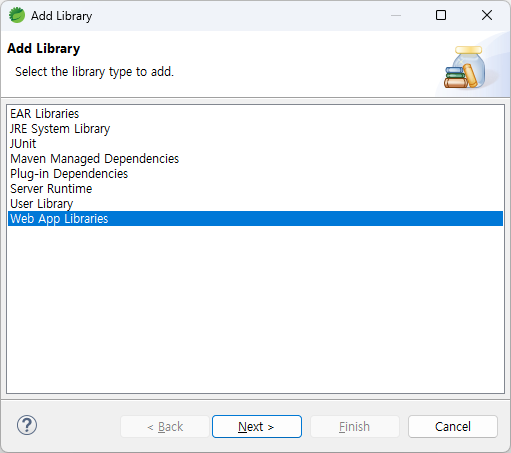 Add Library
Add Library
Select the library type to add.
EAR Libraries
JRE System Library
JUnit
Maven Managed Dependencies
Plug-in Dependencies
Server Runtime
User Library
Web App Libraries
?
< Back
Next >
Finish
Cancel